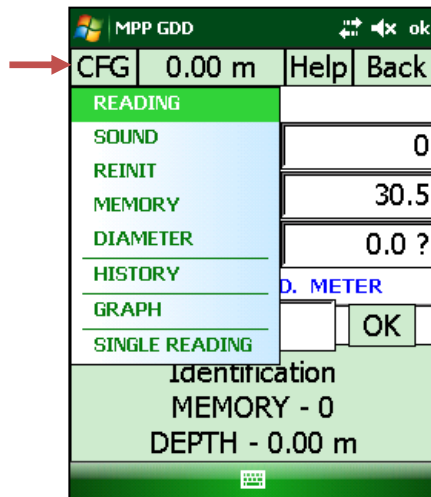 MPP GDD ok
CFG 0.00 m Help Back
READING
SOUND 0
REINIT
MEMORY 30.5
DIAMETER 0.0 ?
HISTORY D. METER
GRAPH OK
SINGLE READING
Identification
MEMORY - 0
DEPTH - 0.00 m